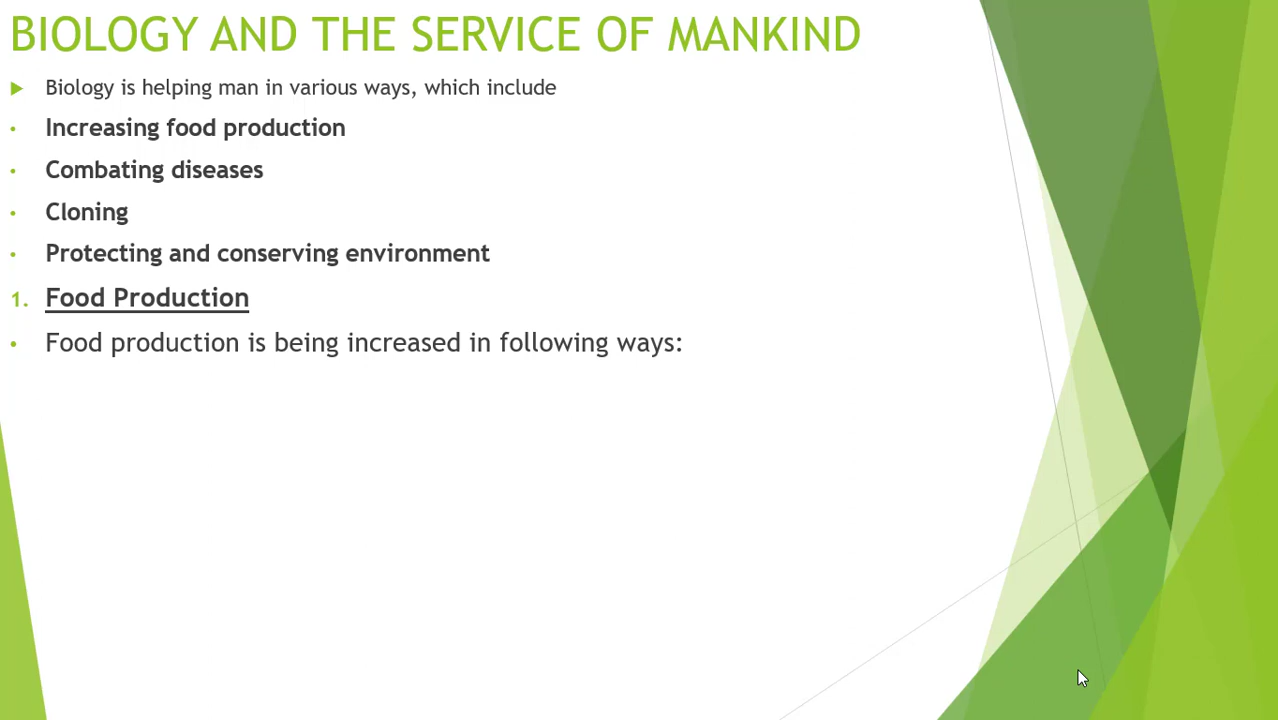 BIOLOGY AND THE SERVICE OF MANKIND
Biology is helping man in various ways, which include
Increasing food production
Combating diseases
Cloning
Protecting and conserving environment
1. Food Production
Food production is being increased in following ways: